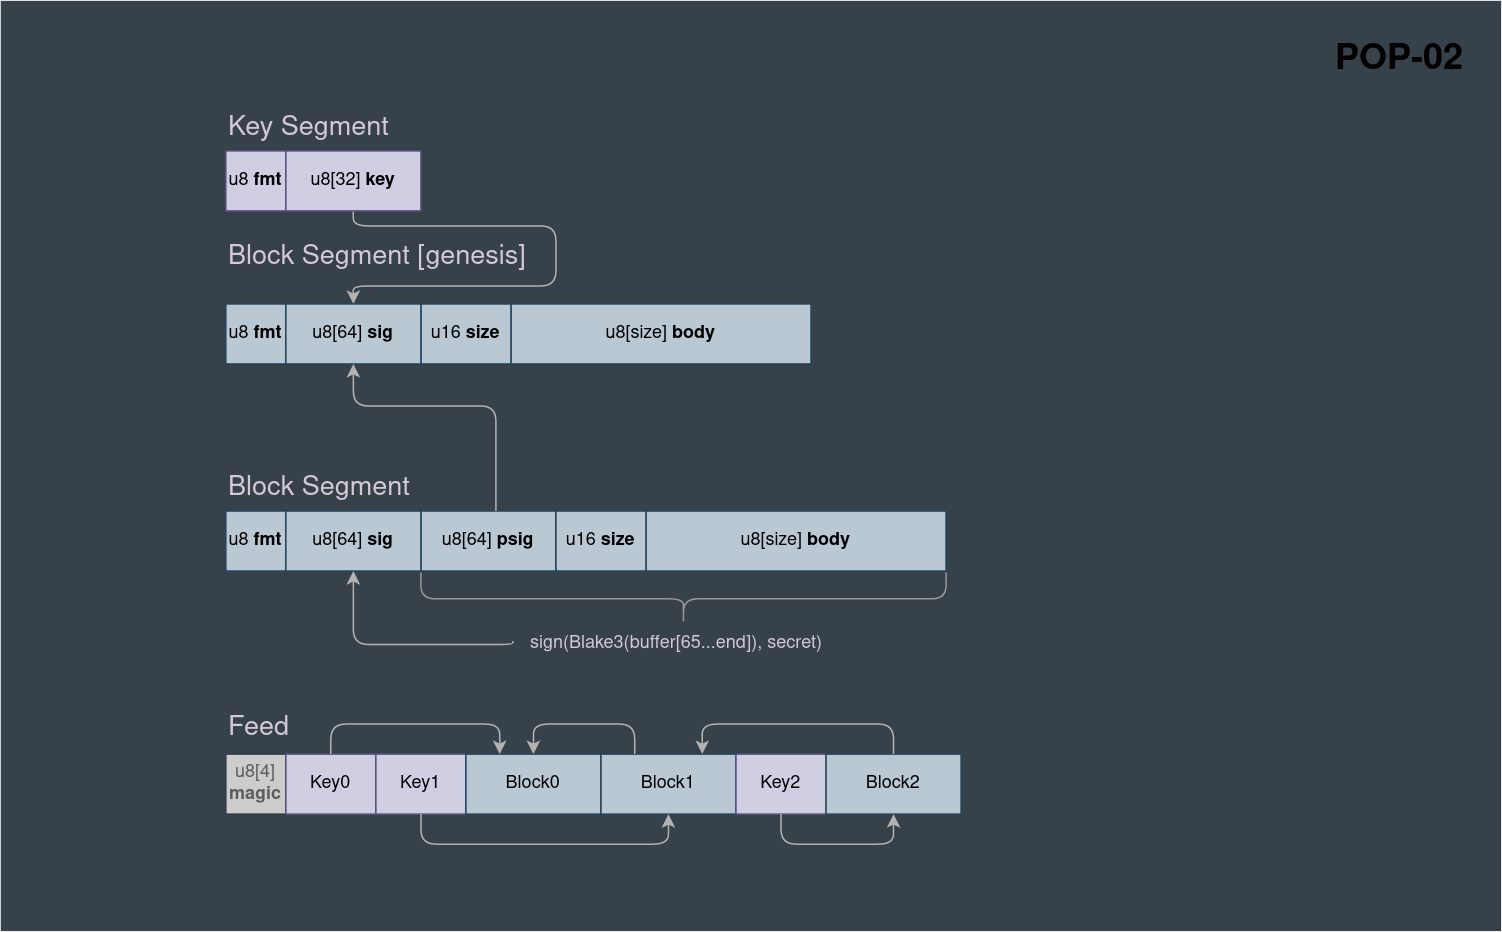 POP-02
Key Segment
u8 fmt u8[32] key
Block Segment [genesis]
u8 fmt u8[64] sig u16 size u8[size] body
Block Segment
u8 fmt u8[64] sig u8[64] psig u16 size u8[size] body
sign(Blake3(buffer[65...end]), secret)
Feed
u8[4]
magic
Key0 Key1 Block0 Block1 Key2 Block2